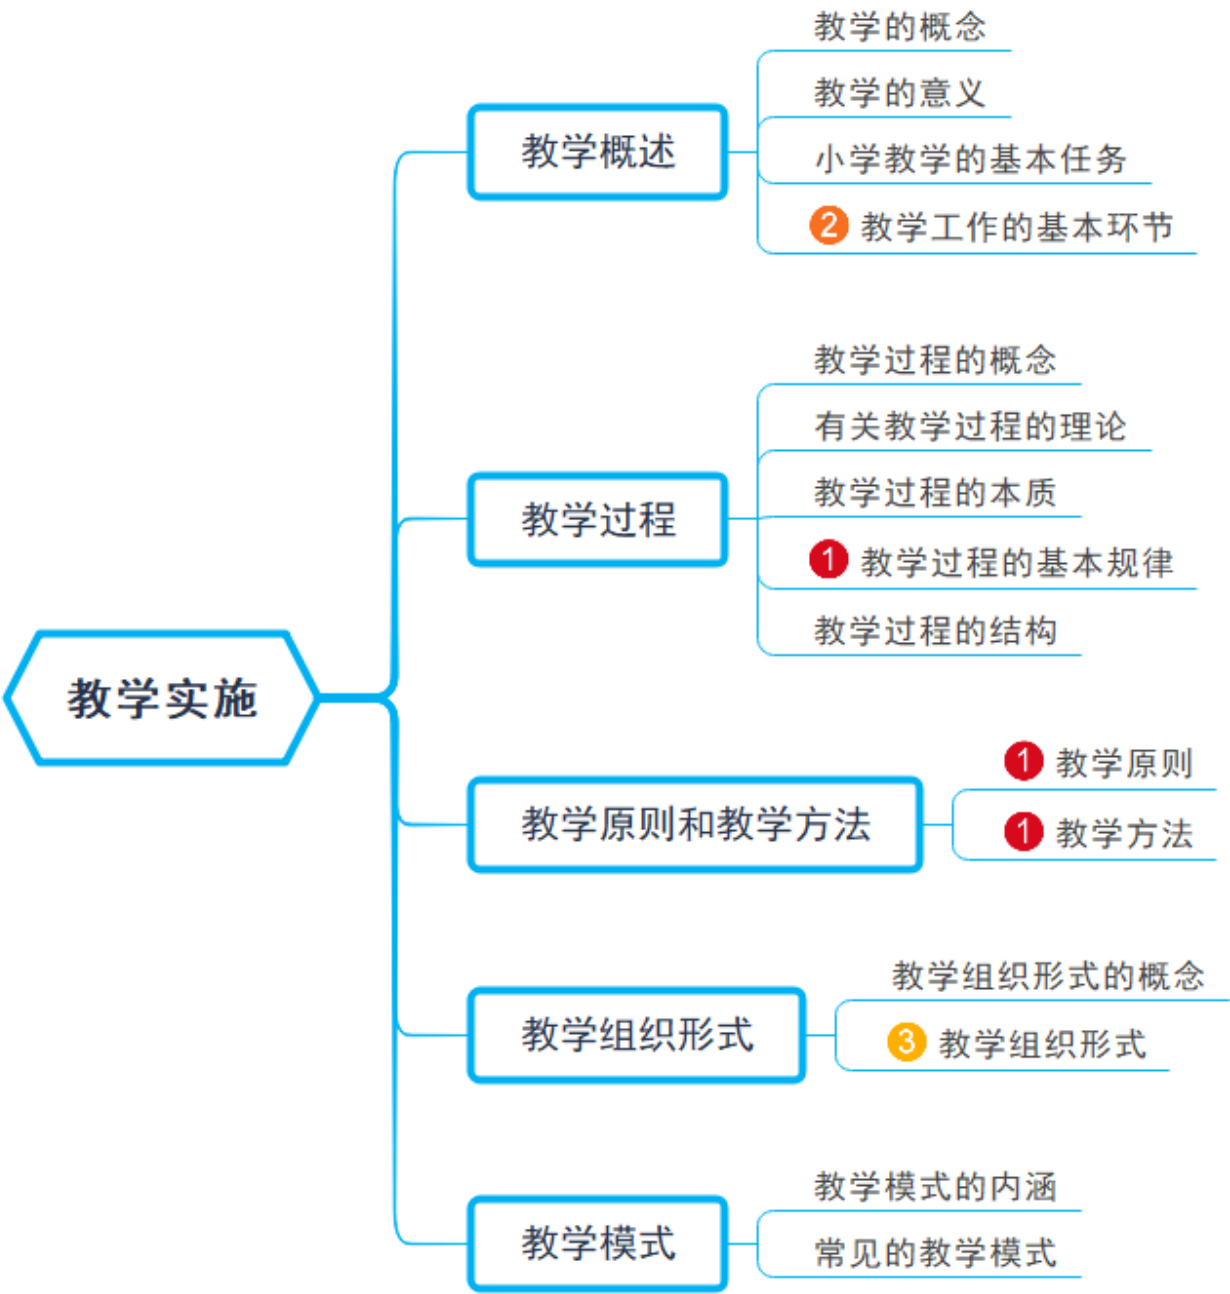 教学实施
教学概述
教学的概念
教学的意义
小学教学的基本任务
2 教学工作的基本环节
教学过程
教学过程的概念
有关教学过程的理论
教学过程的本质
1 教学过程的基本规律
教学过程的结构
教学原则和教学方法
1 教学原则
1 教学方法
教学组织形式
教学组织形式的概念
3 教学组织形式
教学模式
教学模式的内涵
常见的教学模式